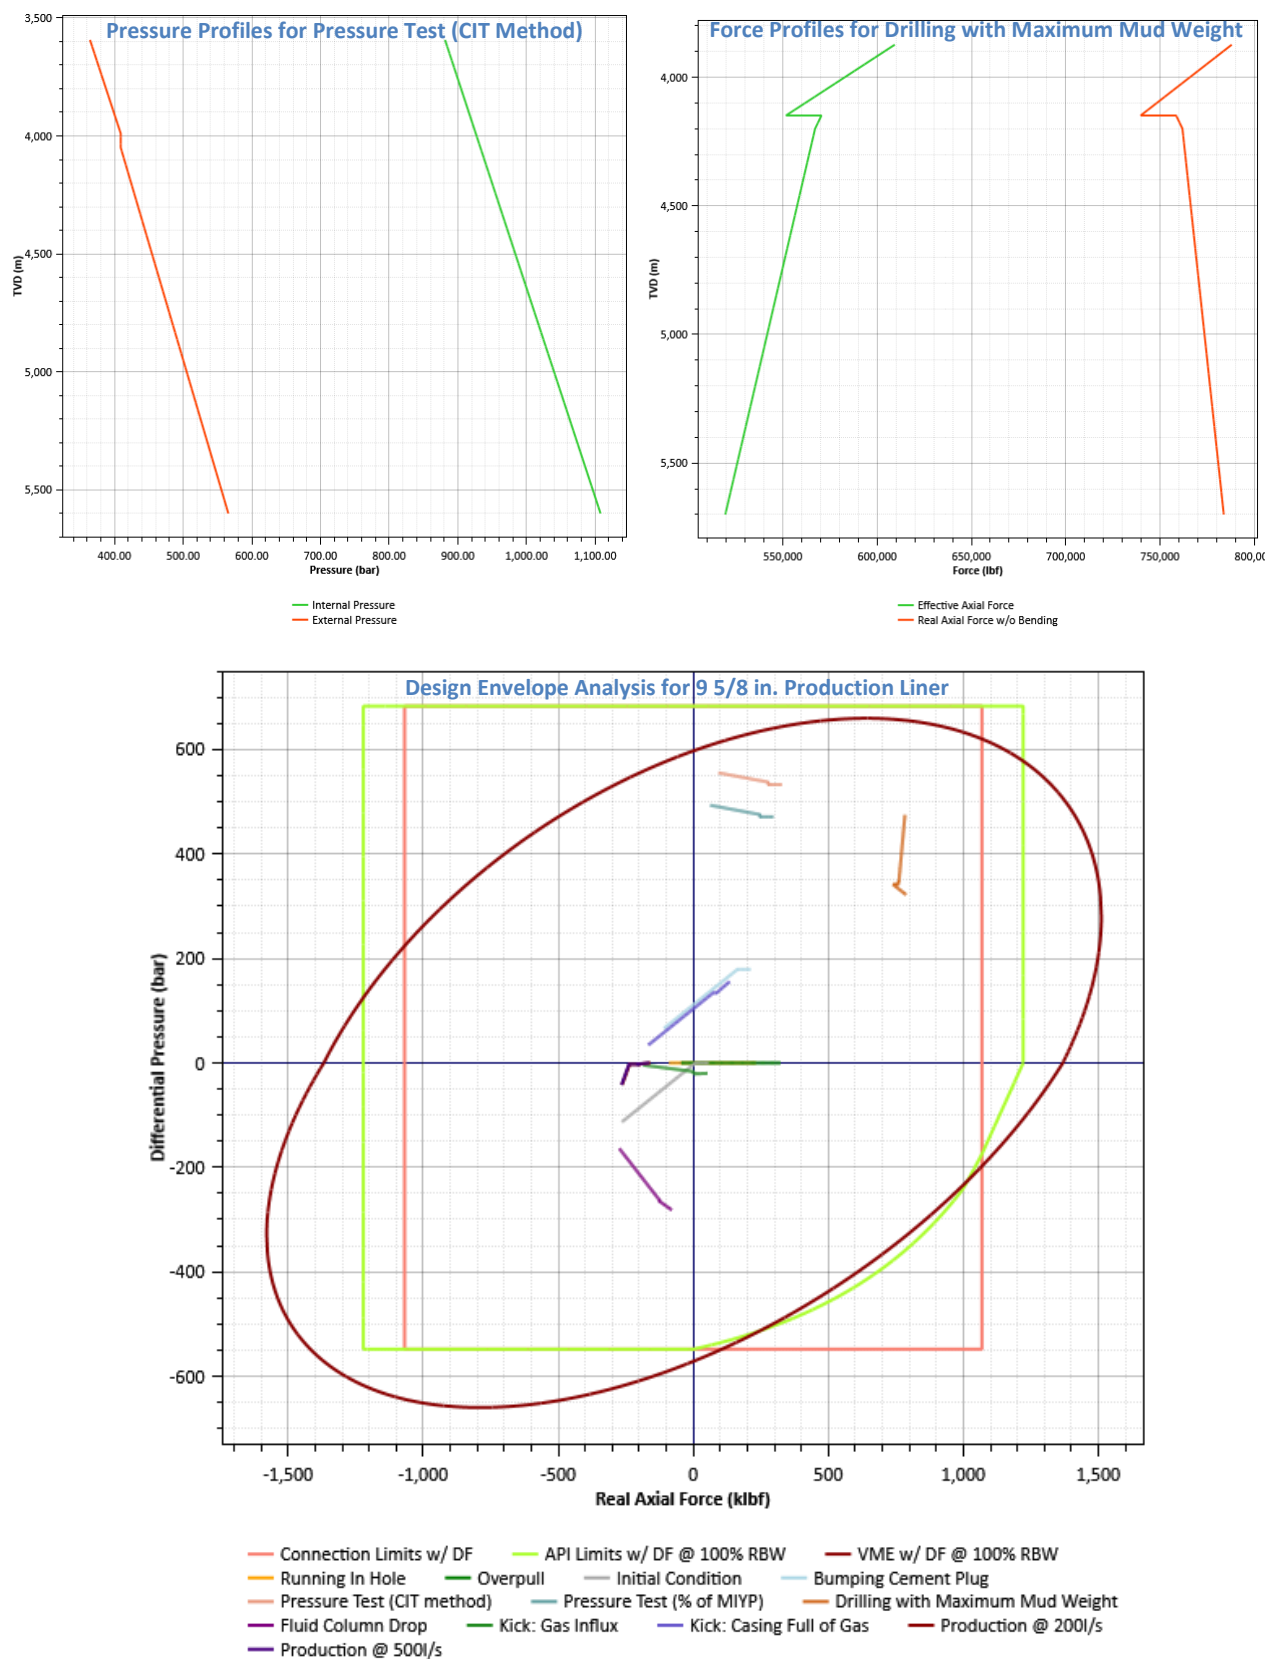 Pressure Profiles for Pressure Test (CIT Method)
3,500
4,000
4,500
5,000
5,500
TVD (m)
400.00 500.00 600.00 700.00 800.00 900.00 1,000.00 1,100.00
Pressure (bar)
Internal Pressure
External Pressure
Force Profiles for Drilling with Maximum Mud Weight
4,000
4,500
5,000
5,500
TVD (m)
550,000 600,000 650,000 700,000 750,000 800,0
Force (lbf)
Effective Axial Force
Real Axial Force w/o Bending
Design Envelope Analysis for 9 5/8 in. Production Liner
600
400
200
0
-200
-400
-600
Differential Pressure (bar)
-1,500 -1,000 -500 0 500 1,000 1,500
Real Axial Force (klbf)
Connection Limits w/ DF API Limits w/ DF @ 100% RBW VME w/ DF @ 100% RBW
Running In Hole Overpull Initial Condition Bumping Cement Plug
Pressure Test (CIT method) Pressure Test (% of MIYP) Drilling with Maximum Mud Weight
Fluid Column Drop Kick: Gas Influx Kick: Casing Full of Gas Production @ 200l/s
Production @ 500l/s